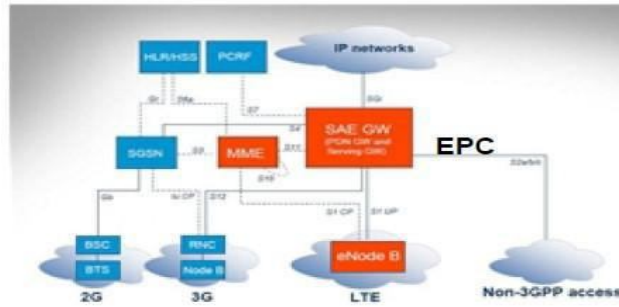 HLR/HSS
PCRF
IP networks
Gr
S6a
S7
SGi
SGSN
S3
MME
S4
S11
S10
SAE GW
(PDN GW and
Serving GW)
EPC
S2a/b/c
Gb
Iu CP
S12
S1 CP
S1 UP
BSC
BTS
RNC
Node B
eNode B
2G
3G
LTE
Non-3GPP access